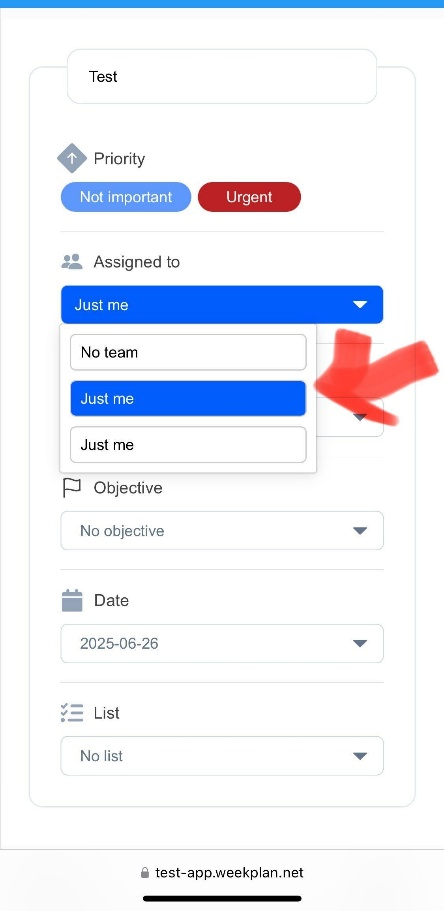 Test
Priority
Not important
Urgent
Assigned to
Just me
No team
Just me
Just me
Objective
No objective
Date
2025-06-26
List
No list
test-app.weekplan.net